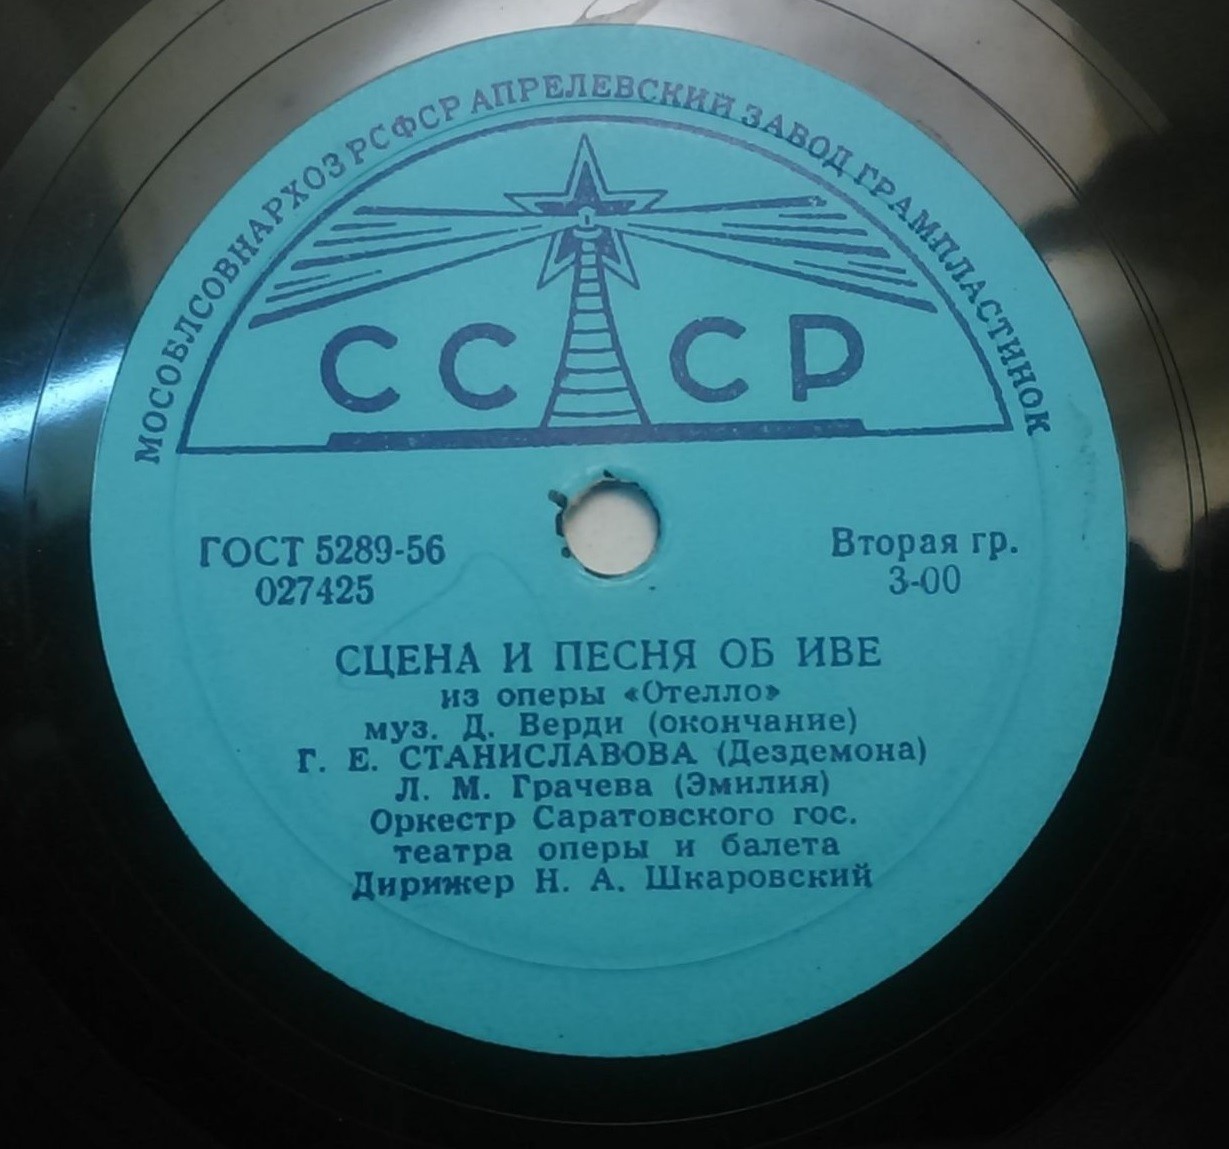 МОСОБЛСОВНАРХОЗ РСФСР АПРЕЛЕВСКИЙ ЗАВОД ГРАМПЛАСТИНОК
СССР
ГОСТ 5289-56
027425
Вторая гр.
3-00
СЦЕНА И ПЕСНЯ ОБ ИВЕ
из оперы «Отелло»
муз. Д. Верди (окончание)
Г. Е. СТАНИСЛАВОВА (Дездемона)
Л. М. Грачева (Эмилия)
Оркестр Саратовского гос.
театра оперы и балета
Дирижер Н. А. Шкаровский